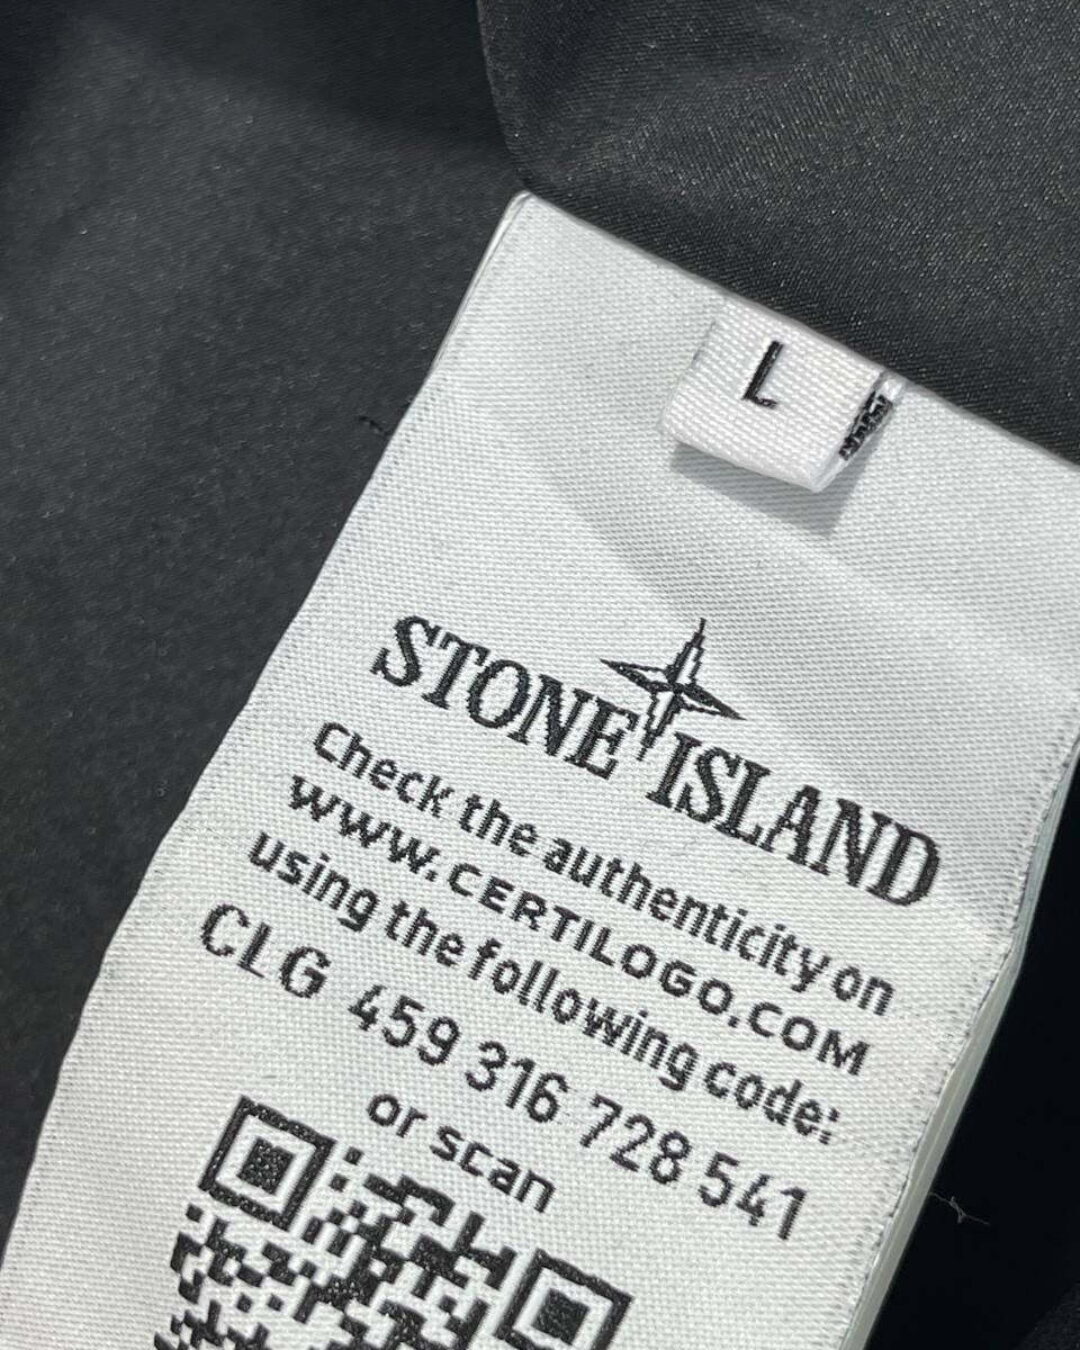 L
STONE ISLAND
Check the authenticity on
WWW.CERTILOGO.COM
using the following code:
CLG 459 316 728 541
or scan